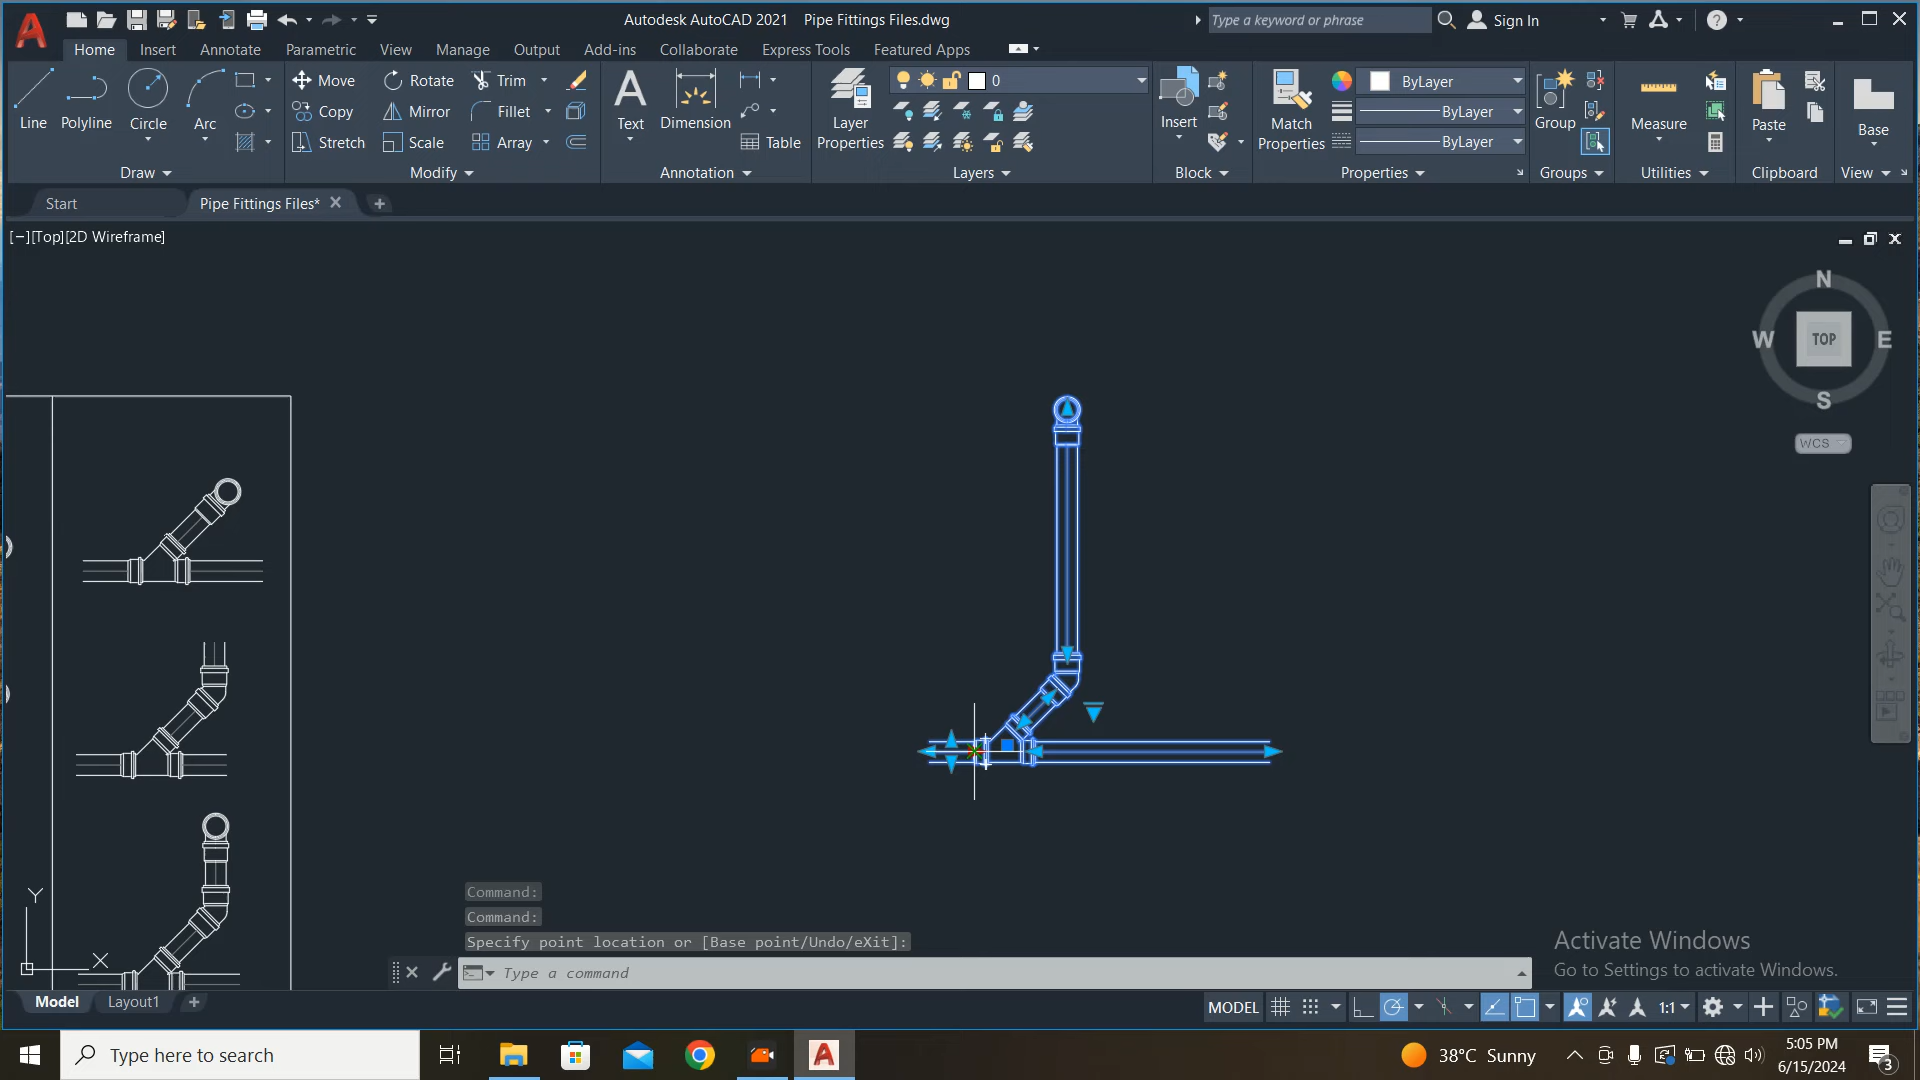 Autodesk AutoCAD 2021 Pipe Fittings Files.dwg
Type a keyword or phrase
Sign In
Home Insert Annotate Parametric View Manage Output Add-ins Collaborate Express Tools Featured Apps
Line
Polyline
Circle
Arc
Draw
Move
Copy
Stretch
Rotate
Mirror
Scale
Trim
Fillet
Array
Modify
Text
Dimension
Table
Annotation
Layer
Properties
0
Layers
Insert
Block
Match
Properties
ByLayer
ByLayer
ByLayer
Properties
Group
Groups
Measure
Utilities
Paste
Clipboard
Base
View
Start
Pipe Fittings Files*
[−][Top][2D Wireframe]
N
W
TOP
E
S
WCS
Y
X
Command:
Command:
Specify point location or [Base point/Undo/eXit]:
Type a command
Activate Windows
Go to Settings to activate Windows.
Model
Layout1
MODEL
1:1
Type here to search
38°C Sunny
5:05 PM
6/15/2024
3